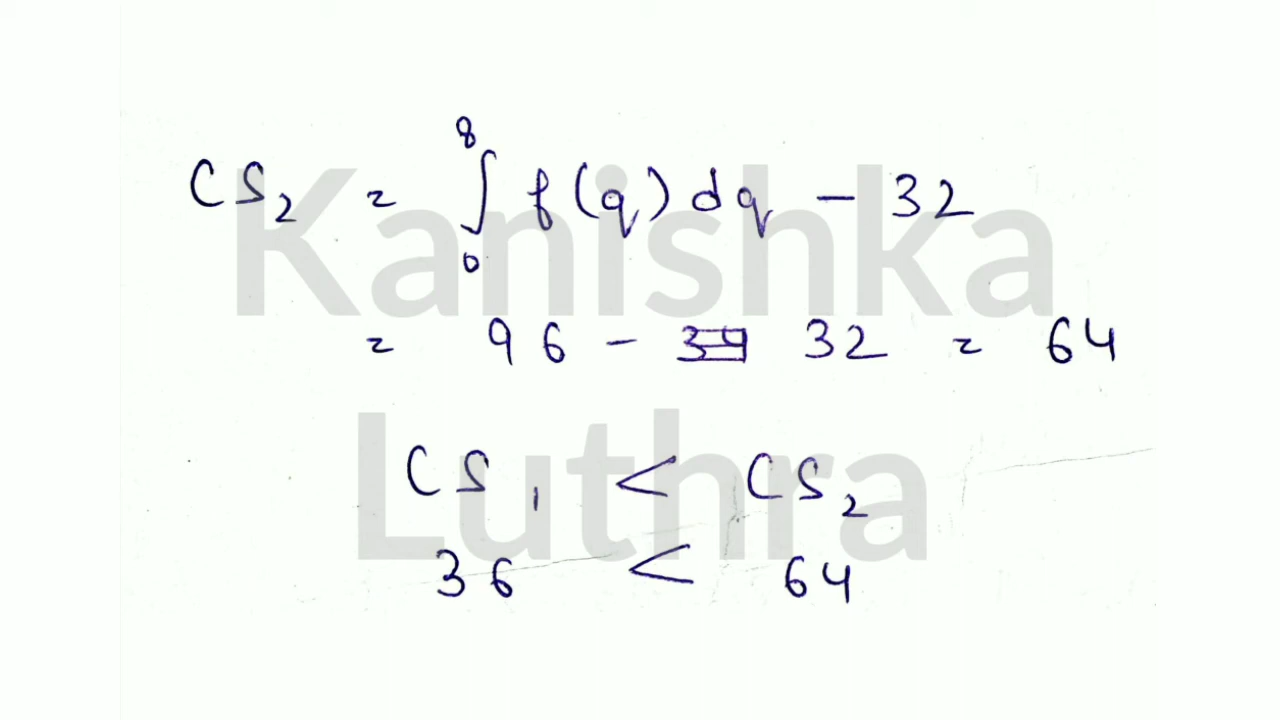 CS₂ = ∫₀⁸ f(q) dq − 32
= 96 − 32 = 64
CS₁ < CS₂
36 < 64
Kanishka
Luthra